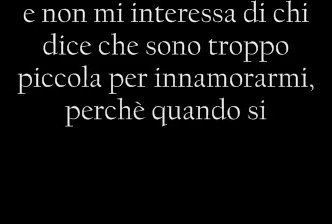 e non mi interessa di chi
dice che sono troppo
piccola per innamorarmi,
perchè quando si